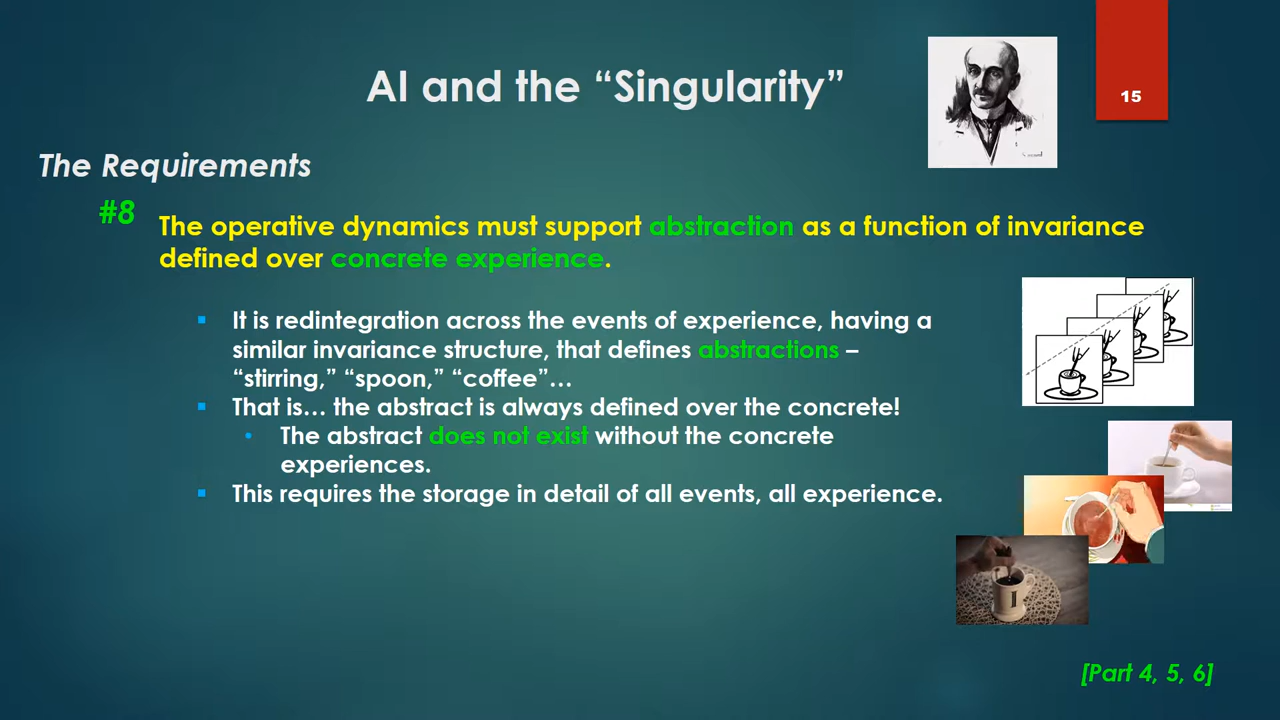 AI and the “Singularity”
15
The Requirements
#8
The operative dynamics must support abstraction as a function of invariance
defined over concrete experience.
It is redintegration across the events of experience, having a
similar invariance structure, that defines abstractions –
“stirring,” “spoon,” “coffee”…
That is… the abstract is always defined over the concrete!
The abstract does not exist without the concrete
experiences.
This requires the storage in detail of all events, all experience.
[Part 4, 5, 6]